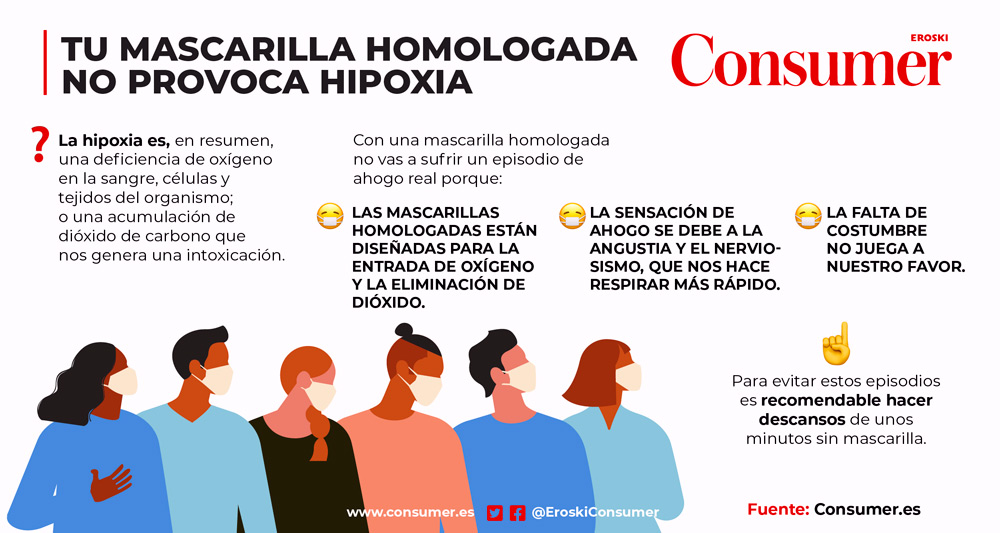 TU MASCARILLA HOMOLOGADA
NO PROVOCA HIPOXIA
EROSKI
Consumer
?
La hipoxia es, en resumen,
una deficiencia de oxígeno
en la sangre, células y
tejidos del organismo;
o una acumulación de
dióxido de carbono que
nos genera una intoxicación.
Con una mascarilla homologada
no vas a sufrir un episodio de
ahogo real porque:
LAS MASCARILLAS
HOMOLOGADAS ESTÁN
DISEÑADAS PARA LA
ENTRADA DE OXÍGENO
Y LA ELIMINACIÓN DE
DIÓXIDO.
LA SENSACIÓN DE
AHOGO SE DEBE A LA
ANGUSTIA Y EL NERVIO-
SISMO, QUE NOS HACE
RESPIRAR MÁS RÁPIDO.
LA FALTA DE
COSTUMBRE
NO JUEGA A
NUESTRO FAVOR.
Para evitar estos episodios
es recomendable hacer
descansos de unos
minutos sin mascarilla.
www.consumer.es
@EroskiConsumer
Fuente: Consumer.es